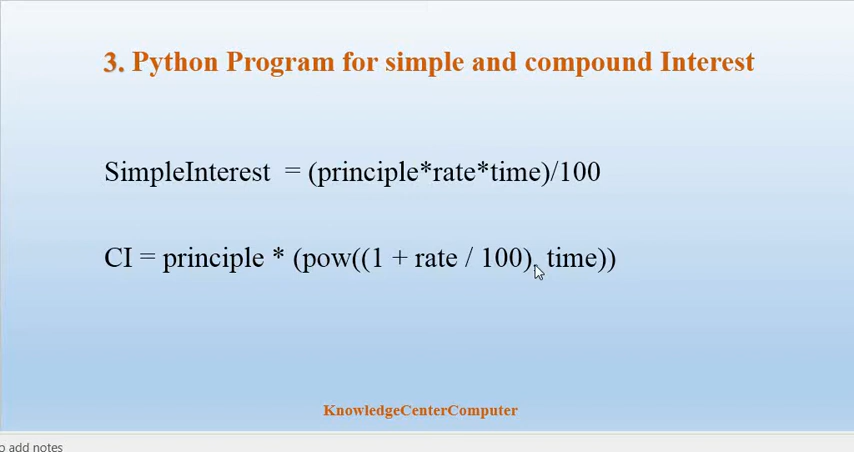 3. Python Program for simple and compound Interest
SimpleInterest = (principle*rate*time)/100
CI = principle * (pow((1 + rate / 100), time))
KnowledgeCenterComputer
o add notes